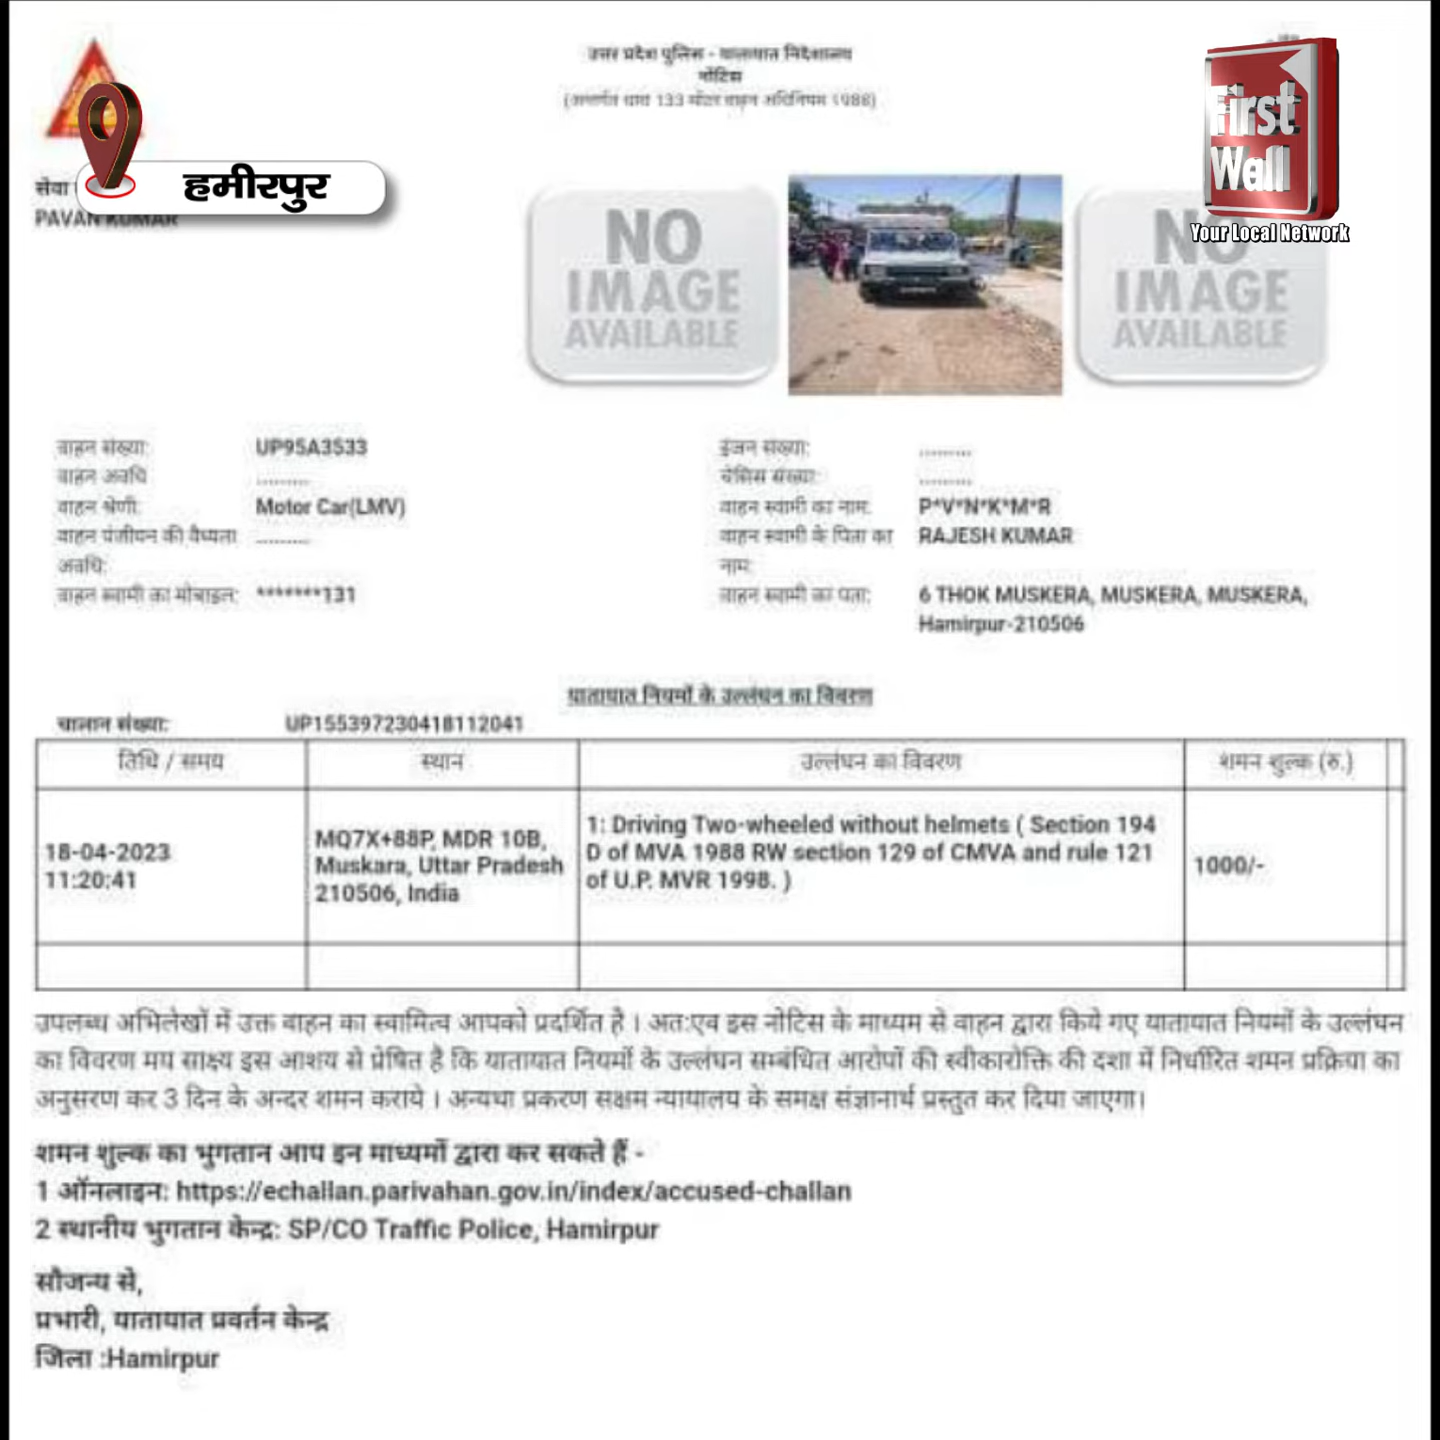 उत्तर प्रदेश पुलिस - यातायात निदेशालय
नोटिस
(अन्तर्गत धारा 133 मोटर वाहन अधिनियम 1988)
First
Wall
Your Local Network
हमीरपुर
सेवा
PAVAN KUMAR
NO
IMAGE
AVAILABLE
NO
IMAGE
AVAILABLE
वाहन संख्या: UP95A3533
वाहन अवधि ..........
वाहन श्रेणी: Motor Car(LMV)
वाहन पंजीयन की वैध्यता ..........
अवधि:
वाहन स्वामी का मोबाइल: *******131
इंजन संख्या: ..........
चेसिस संख्या: ..........
वाहन स्वामी का नाम: P*V*N*K*M*R
वाहन स्वामी के पिता का RAJESH KUMAR
नाम:
वाहन स्वामी का पता: 6 THOK MUSKERA, MUSKERA, MUSKERA,
Hamirpur-210506
यातायात नियमों के उल्लंघन का विवरण
चालान संख्या: UP155397230418112041
तिथि / समय स्थान उल्लंघन का विवरण शमन शुल्क (रु.)
18-04-2023
11:20:41
MQ7X+88P, MDR 10B,
Muskara, Uttar Pradesh
210506, India
1: Driving Two-wheeled without helmets ( Section 194
D of MVA 1988 RW section 129 of CMVA and rule 121
of U.P. MVR 1998. )
1000/-
उपलब्ध अभिलेखों में उक्त वाहन का स्वामित्व आपको प्रदर्शित है । अत:एव इस नोटिस के माध्यम से वाहन द्वारा किये गए यातायात नियमों के उल्लंघन
का विवरण मय साक्ष्य इस आशय से प्रेषित है कि यातायात नियमों के उल्लंघन सम्बंधित आरोपों की स्वीकारोक्ति की दशा में निर्धारित शमन प्रक्रिया का
अनुसरण कर 3 दिन के अन्दर शमन कराये । अन्यथा प्रकरण सक्षम न्यायालय के समक्ष संज्ञानार्थ प्रस्तुत कर दिया जाएगा।
शमन शुल्क का भुगतान आप इन माध्यमों द्वारा कर सकते हैं -
1 ऑनलाइन: https://echallan.parivahan.gov.in/index/accused-challan
2 स्थानीय भुगतान केन्द्र: SP/CO Traffic Police, Hamirpur
सौजन्य से,
प्रभारी, यातायात प्रवर्तन केन्द्र
जिला :Hamirpur